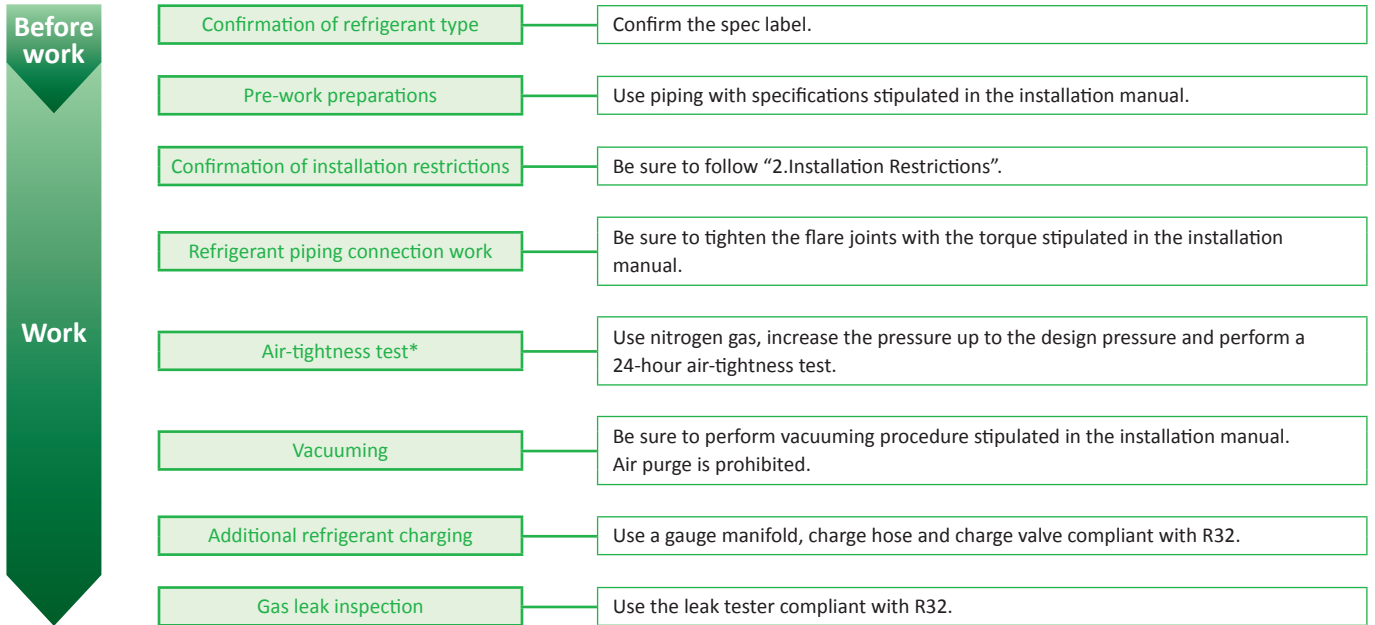 Before
work
Confirmation of refrigerant type
Confirm the spec label.
Pre-work preparations
Use piping with specifications stipulated in the installation manual.
Confirmation of installation restrictions
Be sure to follow “2.Installation Restrictions”.
Refrigerant piping connection work
Be sure to tighten the flare joints with the torque stipulated in the installation
manual.
Work
Air-tightness test*
Use nitrogen gas, increase the pressure up to the design pressure and perform a
24-hour air-tightness test.
Vacuuming
Be sure to perform vacuuming procedure stipulated in the installation manual.
Air purge is prohibited.
Additional refrigerant charging
Use a gauge manifold, charge hose and charge valve compliant with R32.
Gas leak inspection
Use the leak tester compliant with R32.